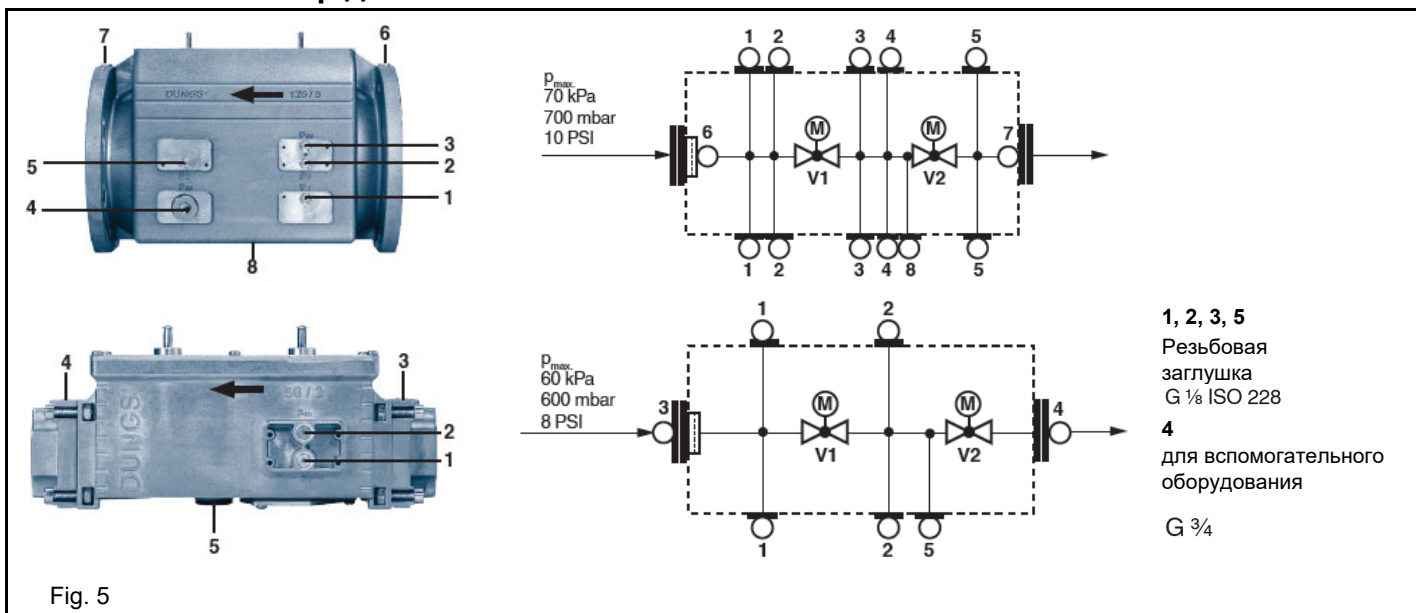 7
6
DUNGS
125/5
3
5
2
4
1
8
1 2 3 4 5
pmax.
70 kPa
700 mbar
10 PSI
6
M
M
7
V1
V2
1 2 3 4 8 5
4
3
50/2
DUNGS
2
1
5
1 2
pmax.
60 kPa
600 mbar
8 PSI
3
M
M
4
V1
V2
1 2 5
1, 2, 3, 5
Резьбовая
заглушка
G ⅛ ISO 228
4
для вспомогательного
оборудования
G ¾
Fig. 5